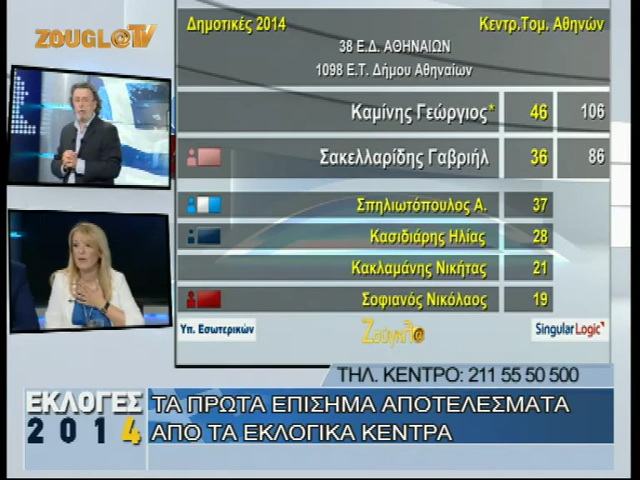 ZOUGL@TV
Δημοτικές 2014 Κεντρ.Τομ. Αθηνών
38 Ε.Δ. ΑΘΗΝΑΙΩΝ
1098 Ε.Τ. Δήμου Αθηναίων
Καμίνης Γεώργιος* 46 106
Σακελλαρίδης Γαβριήλ 36 86
Σπηλιωτόπουλος Α. 37
Κασιδιάρης Ηλίας 28
Κακλαμάνης Νικήτας 21
Σοφιανός Νικόλαος 19
Υπ. Εσωτερικών Ζούγκλ@ SingularLogic
ΤΗΛ. ΚΕΝΤΡΟ: 211 55 50 500
ΕΚΛΟΓΕΣ 2014
ΤΑ ΠΡΩΤΑ ΕΠΙΣΗΜΑ ΑΠΟΤΕΛΕΣΜΑΤΑ
ΑΠΟ ΤΑ ΕΚΛΟΓΙΚΑ ΚΕΝΤΡΑ